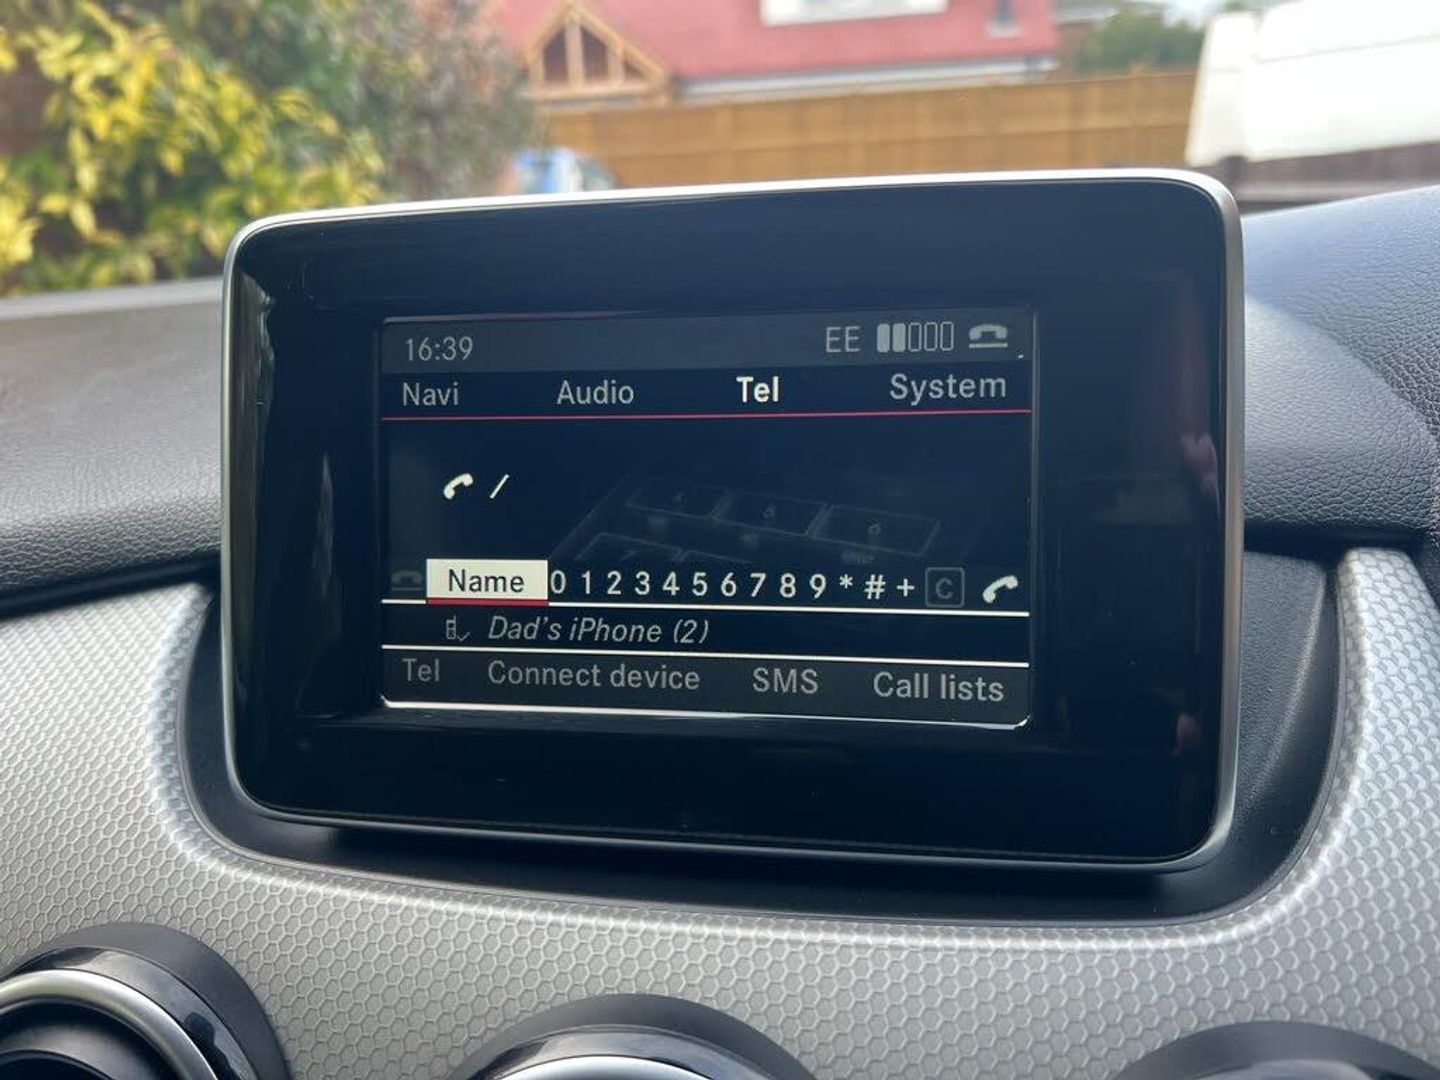 16:39 EE
Navi Audio Tel System
/
Name 0 1 2 3 4 5 6 7 8 9 * # + C
Dad's iPhone (2)
Tel Connect device SMS Call lists